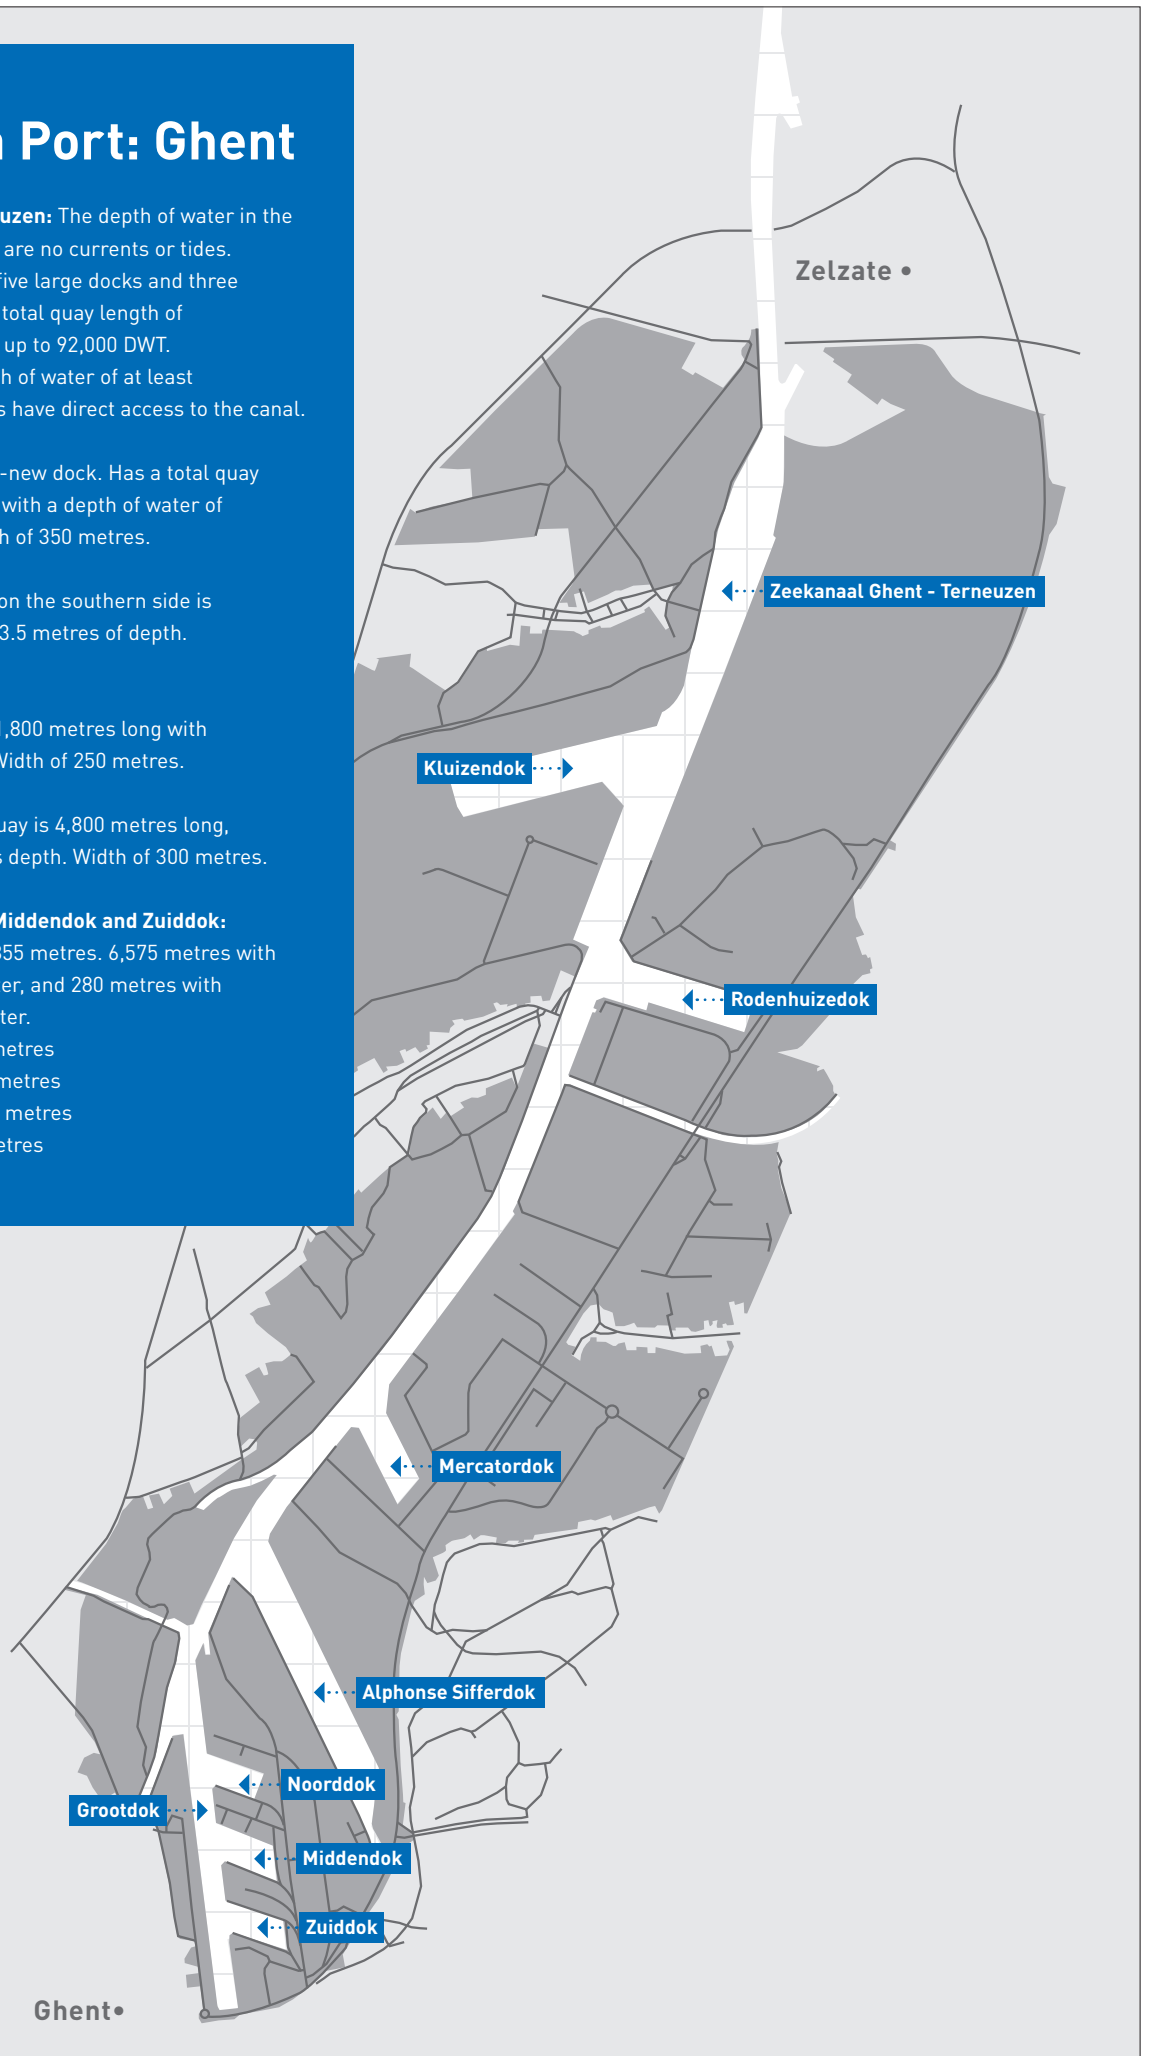 Port: Ghent
uzen: The depth of water in the
are no currents or tides.
five large docks and three
total quay length of
up to 92,000 DWT.
h of water of at least
s have direct access to the canal.
-new dock. Has a total quay
with a depth of water of
h of 350 metres.
on the southern side is
3.5 metres of depth.
1,800 metres long with
Width of 250 metres.
uay is 4,800 metres long,
s depth. Width of 300 metres.
Middendok and Zuiddok:
355 metres. 6,575 metres with
er, and 280 metres with
ter.
metres
metres
metres
etres
Zelzate
Zeekanaal Ghent - Terneuzen
Kluizendok
Rodenhuizedok
Mercatordok
Alphonse Sifferdok
Noorddok
Grootdok
Middendok
Zuiddok
Ghent